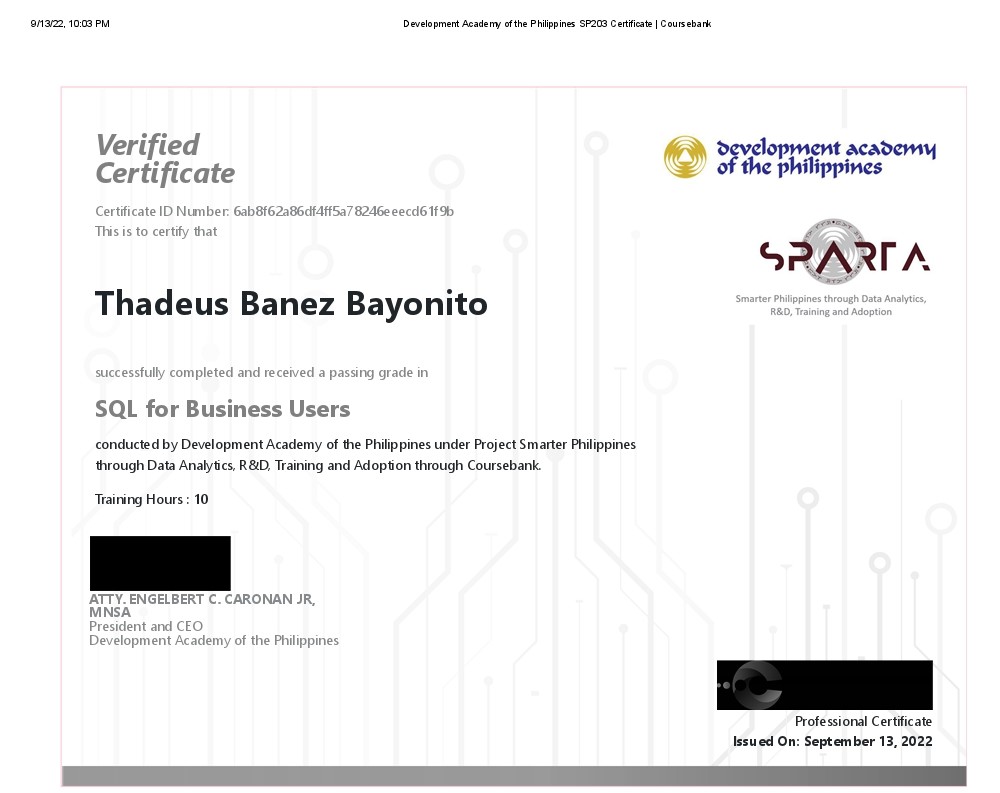 9/13/22, 10:03 PM
Development Academy of the Philippines SP203 Certificate | Coursebank
Verified
Certificate
Certificate ID Number: 6ab8f62a86df4ff5a78246eeecd61f9b
This is to certify that
Thadeus Banez Bayonito
successfully completed and received a passing grade in
SQL for Business Users
conducted by Development Academy of the Philippines under Project Smarter Philippines
through Data Analytics, R&D, Training and Adoption through Coursebank.
Training Hours : 10
ATTY. ENGELBERT C. CARONAN JR,
MNSA
President and CEO
Development Academy of the Philippines
development academy
of the philippines
SPARTA
Smarter Philippines through Data Analytics,
R&D, Training and Adoption
Professional Certificate
Issued On: September 13, 2022